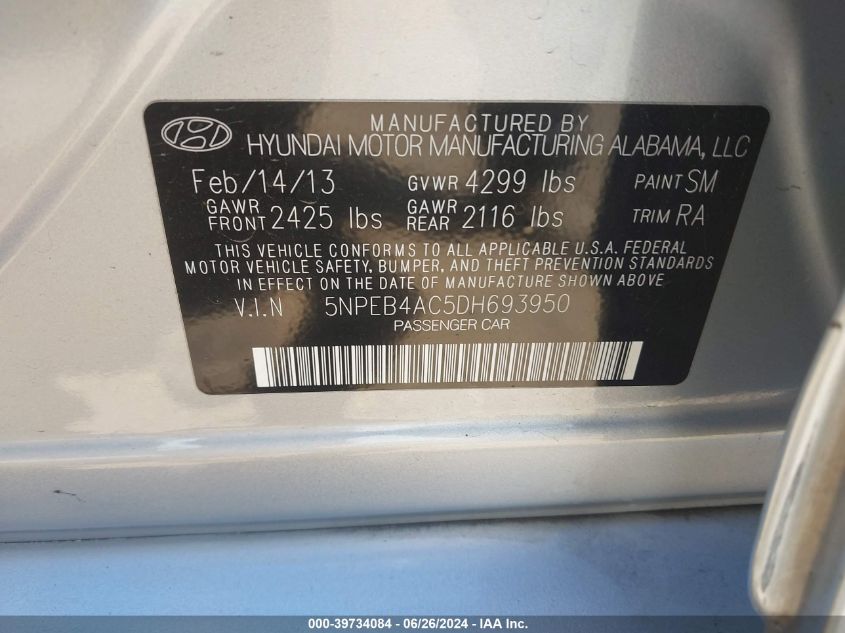 MANUFACTURED BY
HYUNDAI MOTOR MANUFACTURING ALABAMA, LLC
Feb/14/13 GVWR 4299 lbs PAINT SM
GAWR FRONT 2425 lbs GAWR REAR 2116 lbs TRIM RA
THIS VEHICLE CONFORMS TO ALL APPLICABLE U.S.A. FEDERAL
MOTOR VEHICLE SAFETY, BUMPER, AND THEFT PREVENTION STANDARDS
IN EFFECT ON THE DATE OF MANUFACTURE SHOWN ABOVE
V.I.N 5NPEB4AC5DH693950
PASSENGER CAR
000-39734084 - 06/26/2024 - IAA Inc.